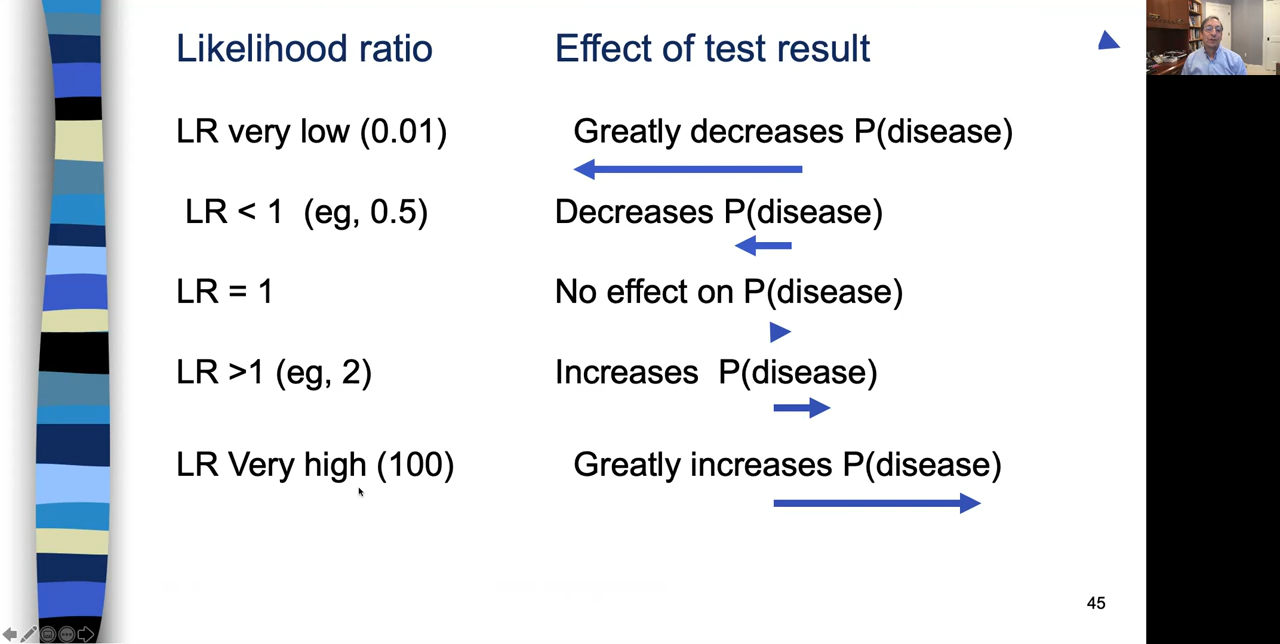 Likelihood ratio Effect of test result
LR very low (0.01) Greatly decreases P(disease)
LR < 1 (eg, 0.5) Decreases P(disease)
LR = 1 No effect on P(disease)
LR >1 (eg, 2) Increases P(disease)
LR Very high (100) Greatly increases P(disease)
45